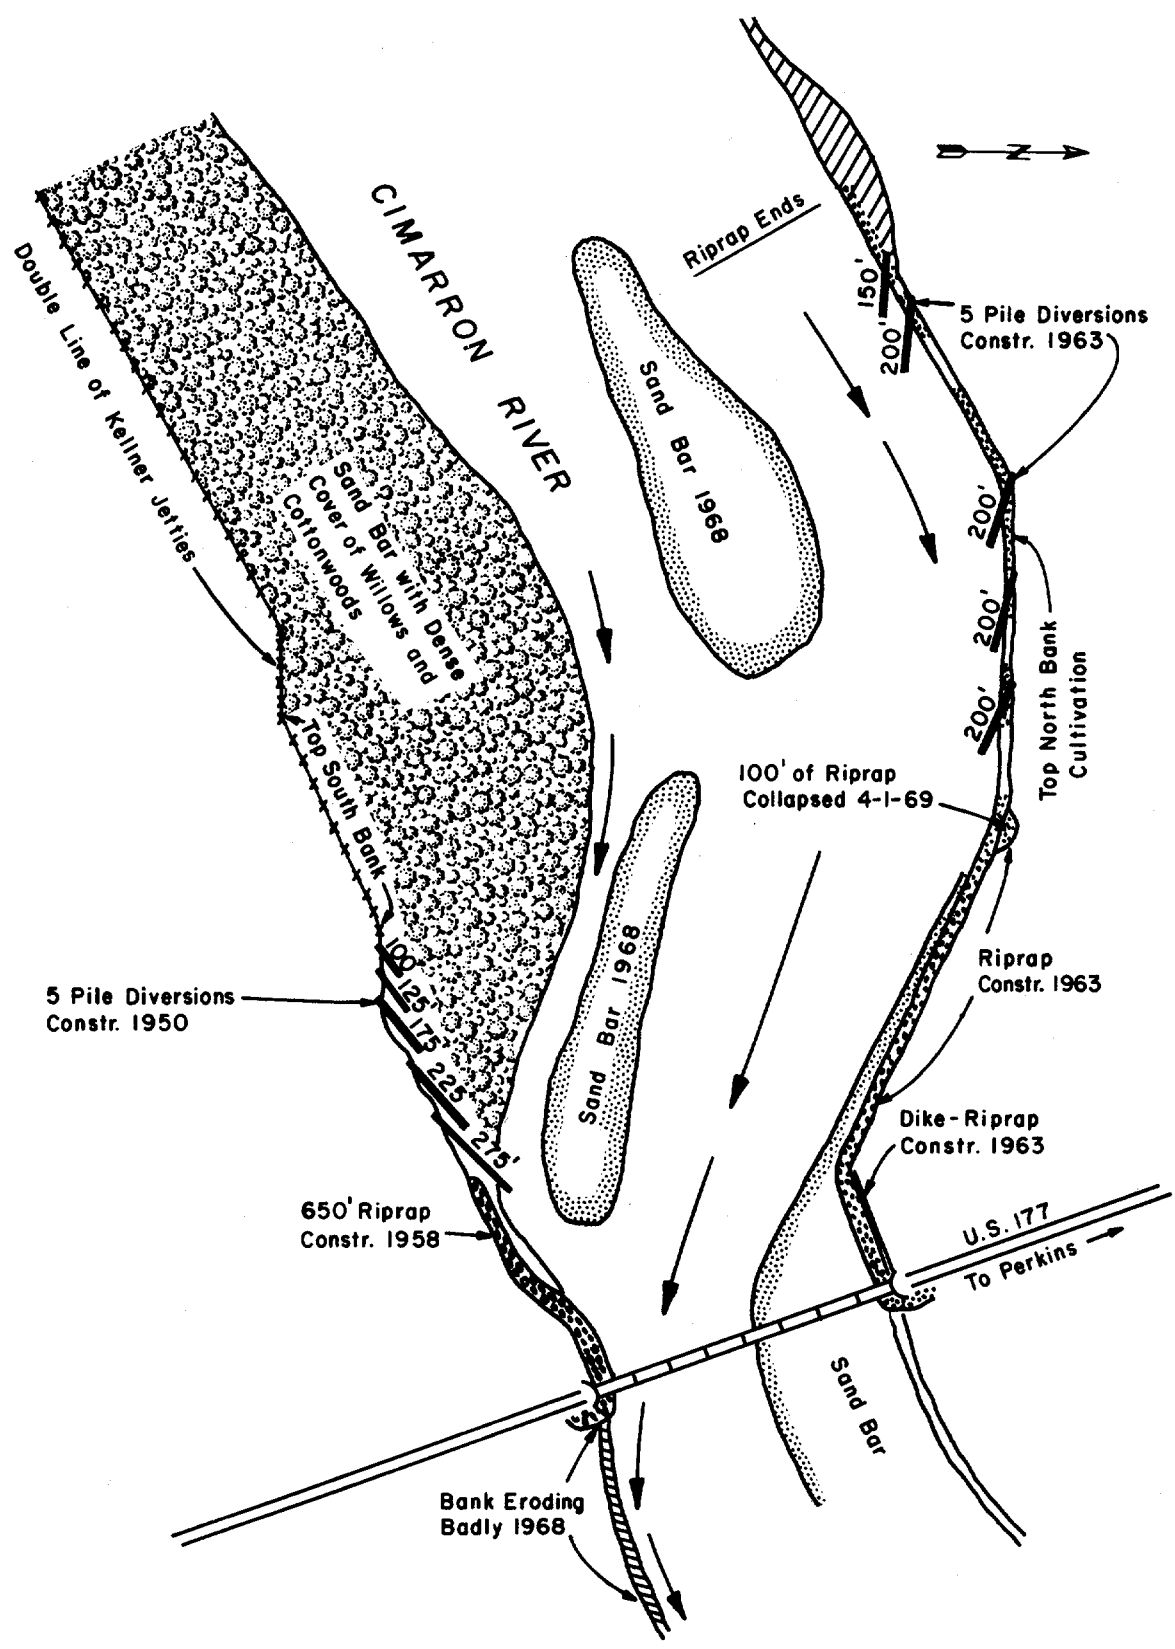 N
CIMARRON RIVER
Riprap Ends
150'
200'
5 Pile Diversions
Constr. 1963
Sand Bar 1968
Double Line of Kellner Jetties
Sand Bar with Dense
Cover of Willows and
Cottonwoods
200'
200'
200'
Top North Bank
Cultivation
Top South Bank
100' of Riprap
Collapsed 4-1-69
Sand Bar 1968
100'
125'
175'
225
275'
5 Pile Diversions
Constr. 1950
Riprap
Constr. 1963
Dike-Riprap
Constr. 1963
650' Riprap
Constr. 1958
U.S. 177
To Perkins
Sand Bar
Bank Eroding
Badly 1968